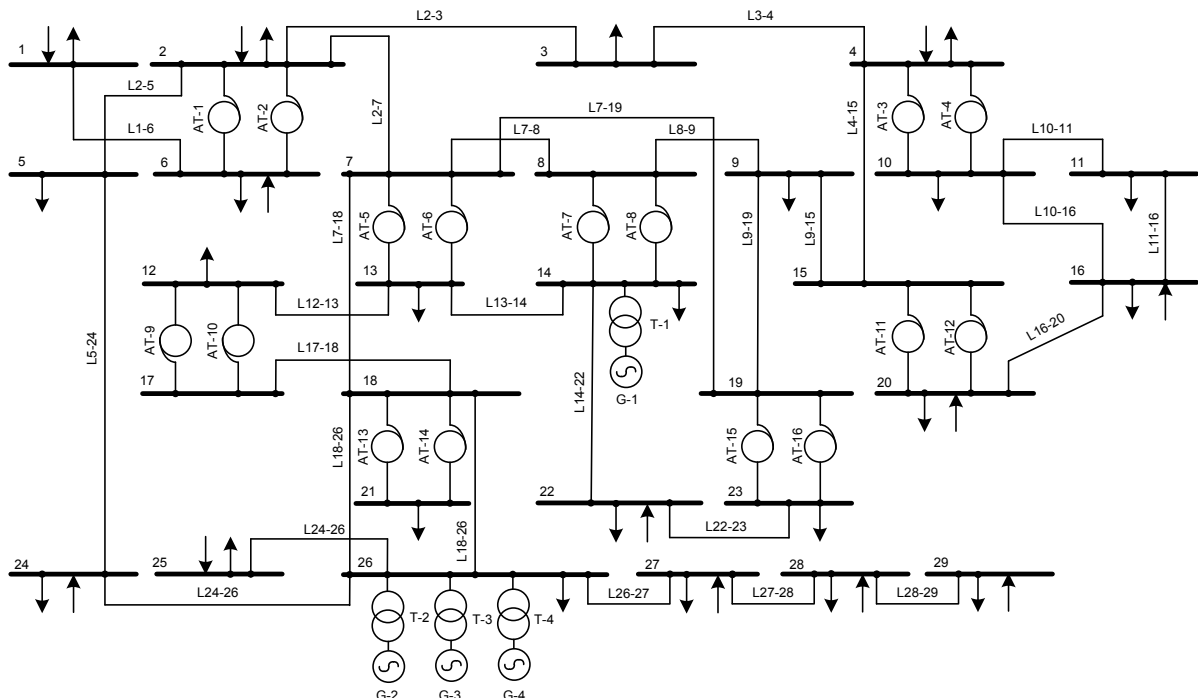 L2-3
L3-4
1
2
3
4
L2-5
AT-1
AT-2
L2-7
L7-19
AT-3
AT-4
L1-6
L7-8
L8-9
L4-15
L10-11
5
6
7
8
9
10
11
L7-18
AT-5
AT-6
AT-7
AT-8
L9-19
L9-15
L10-16
L11-16
12
13
14
15
16
L12-13
L13-14
AT-9
AT-10
T-1
AT-11
AT-12
L16-20
L5-24
L17-18
17
18
G-1
19
20
L14-22
L18-26
AT-13
AT-14
AT-15
AT-16
21
22
23
L24-26
L18-26
L22-23
24
25
26
27
28
29
L24-26
L26-27
L27-28
L28-29
T-2
T-3
T-4
G-2
G-3
G-4